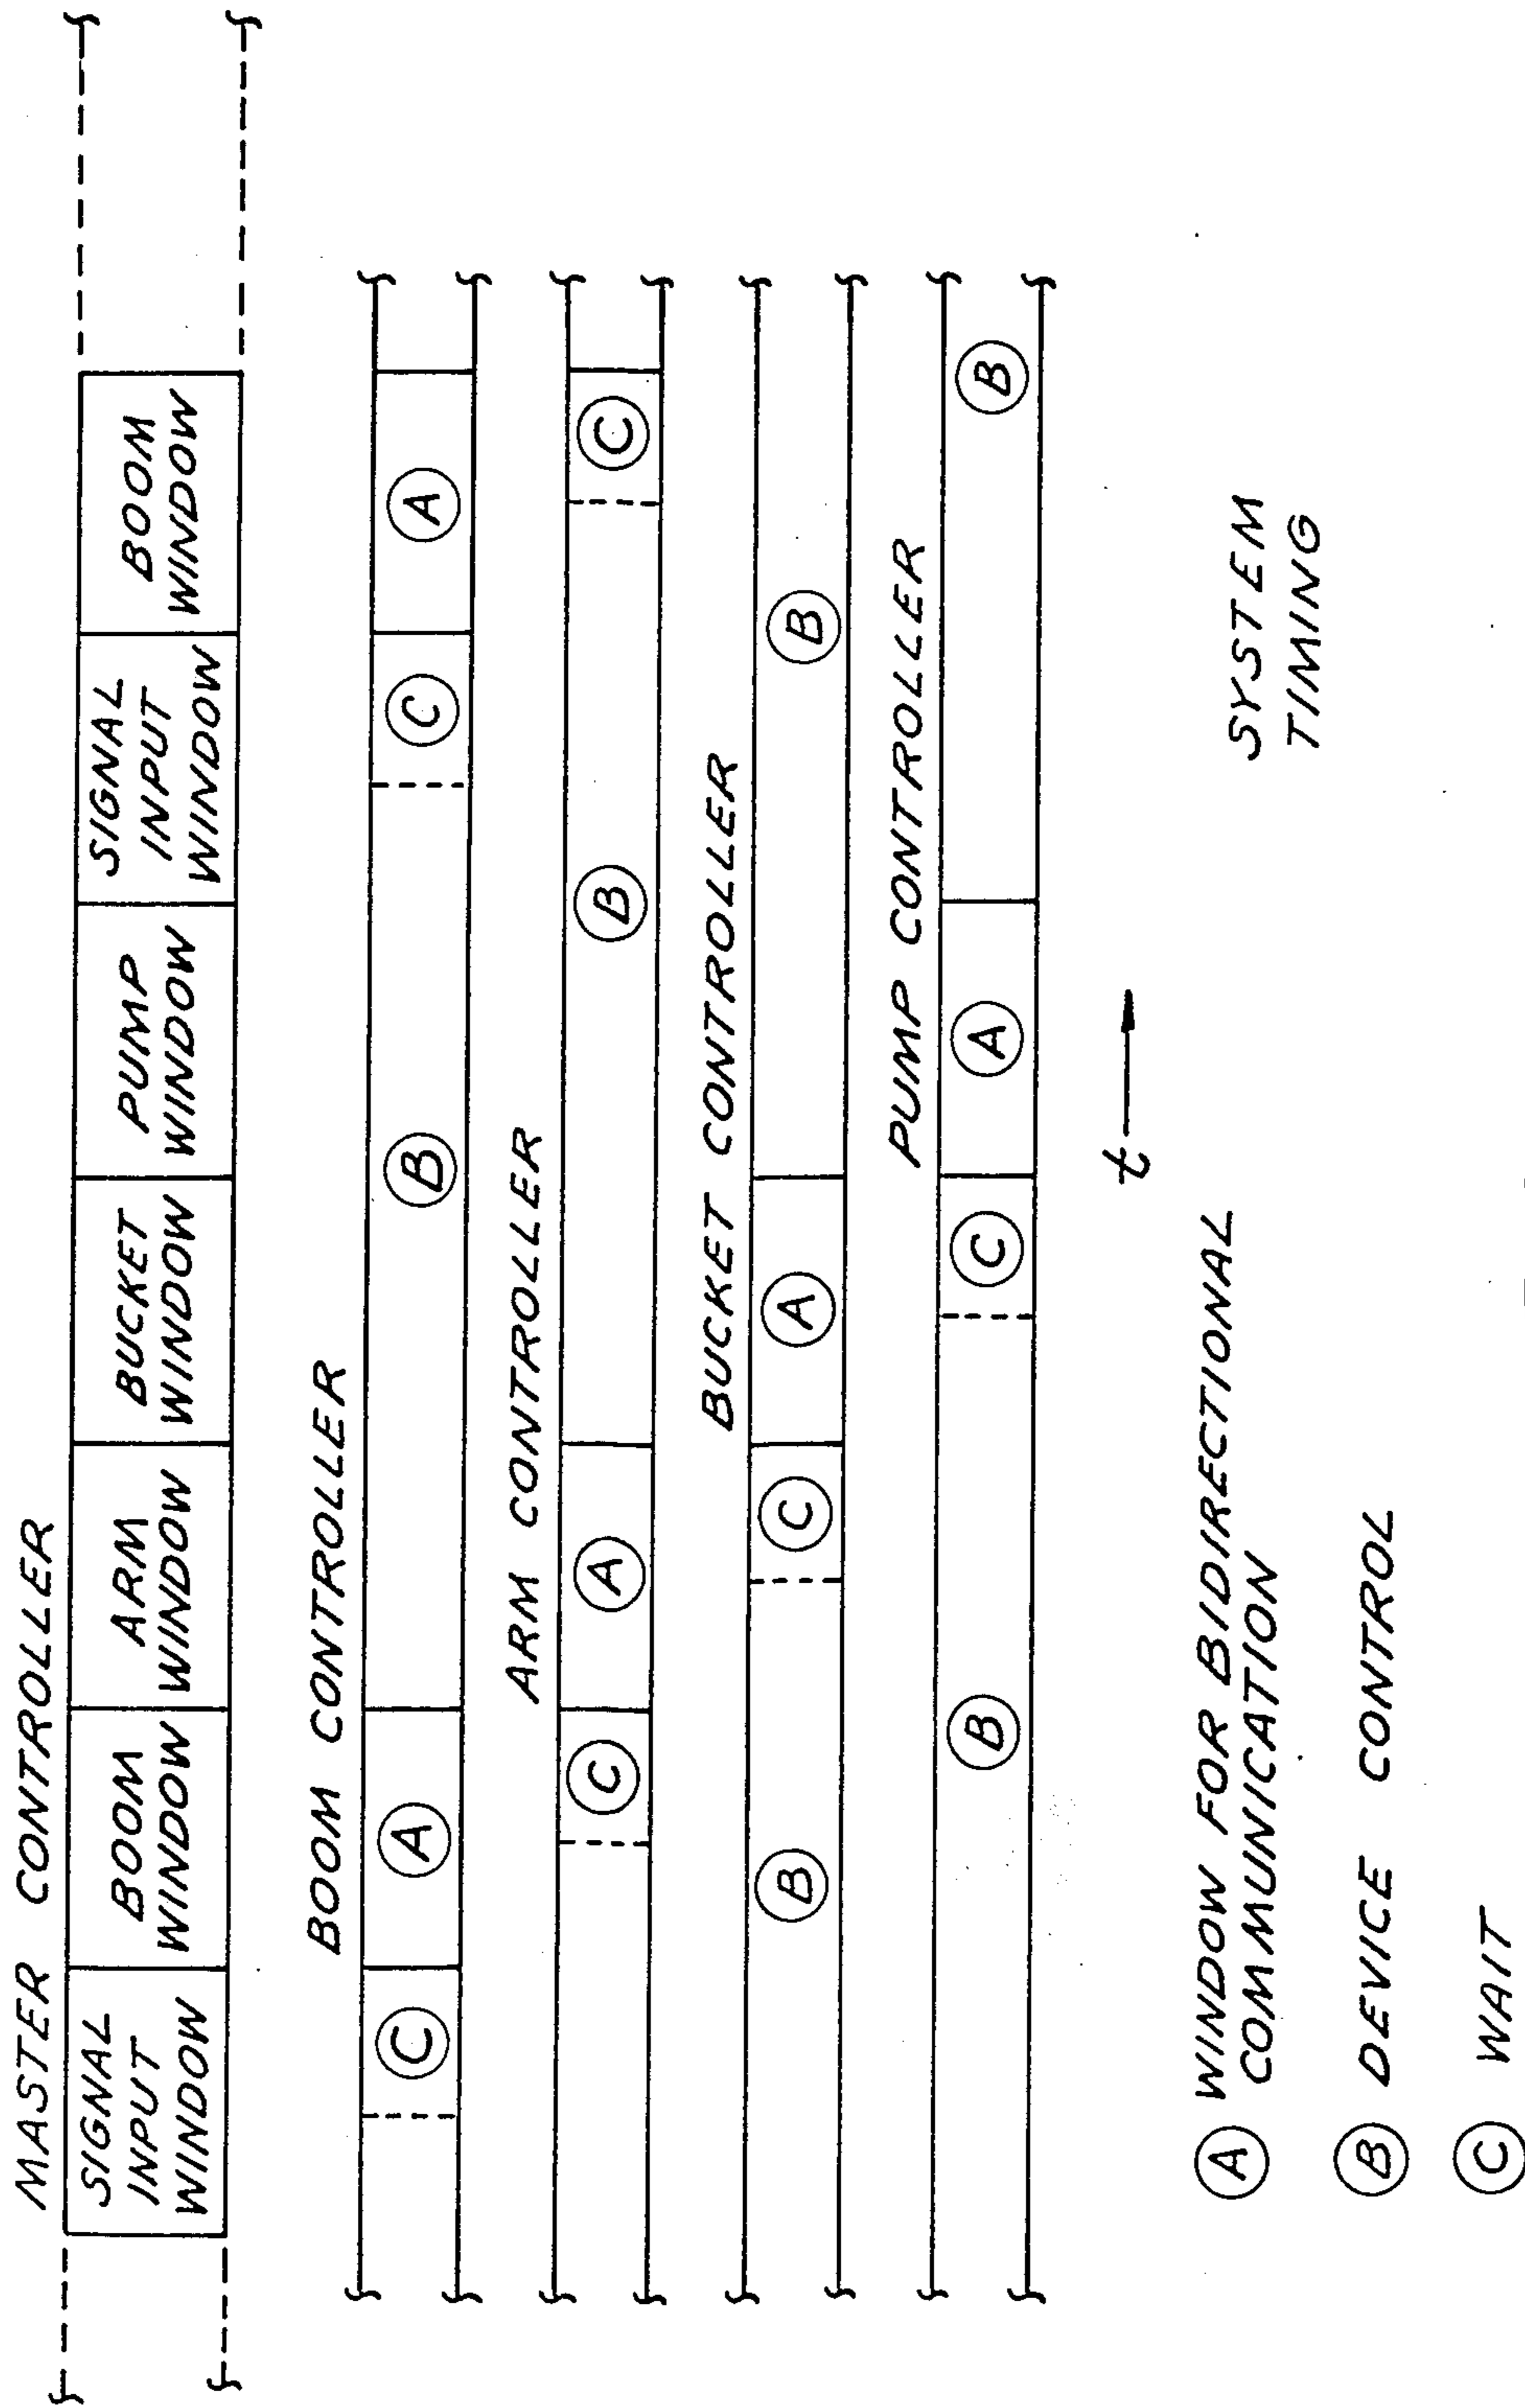 MASTER CONTROLLER
SIGNAL
INPUT
WINDOW
BOOM
WINDOW
ARM
WINDOW
BUCKET
WINDOW
PUMP
WINDOW
SIGNAL
INPUT
WINDOW
BOOM
WINDOW
BOOM CONTROLLER
C
A
B
C
A
ARM CONTROLLER
C
A
B
C
BUCKET CONTROLLER
B
C
A
B
PUMP CONTROLLER
B
C
A
B
t
A WINDOW FOR BIDIRECTIONAL
COMMUNICATION
B DEVICE CONTROL
C WAIT
SYSTEM
TIMING